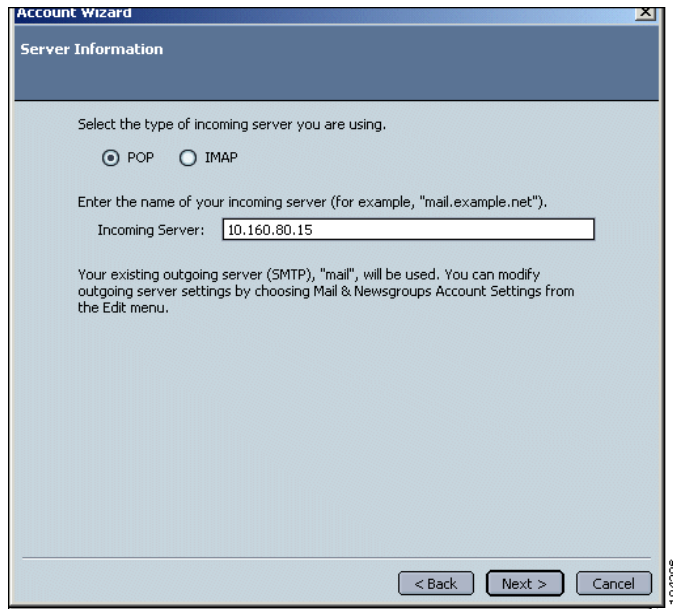 Account Wizard
Server Information
Select the type of incoming server you are using.
POP IMAP
Enter the name of your incoming server (for example, "mail.example.net").
Incoming Server: 10.160.80.15
Your existing outgoing server (SMTP), "mail", will be used. You can modify
outgoing server settings by choosing Mail & Newsgroups Account Settings from
the Edit menu.
< Back Next > Cancel